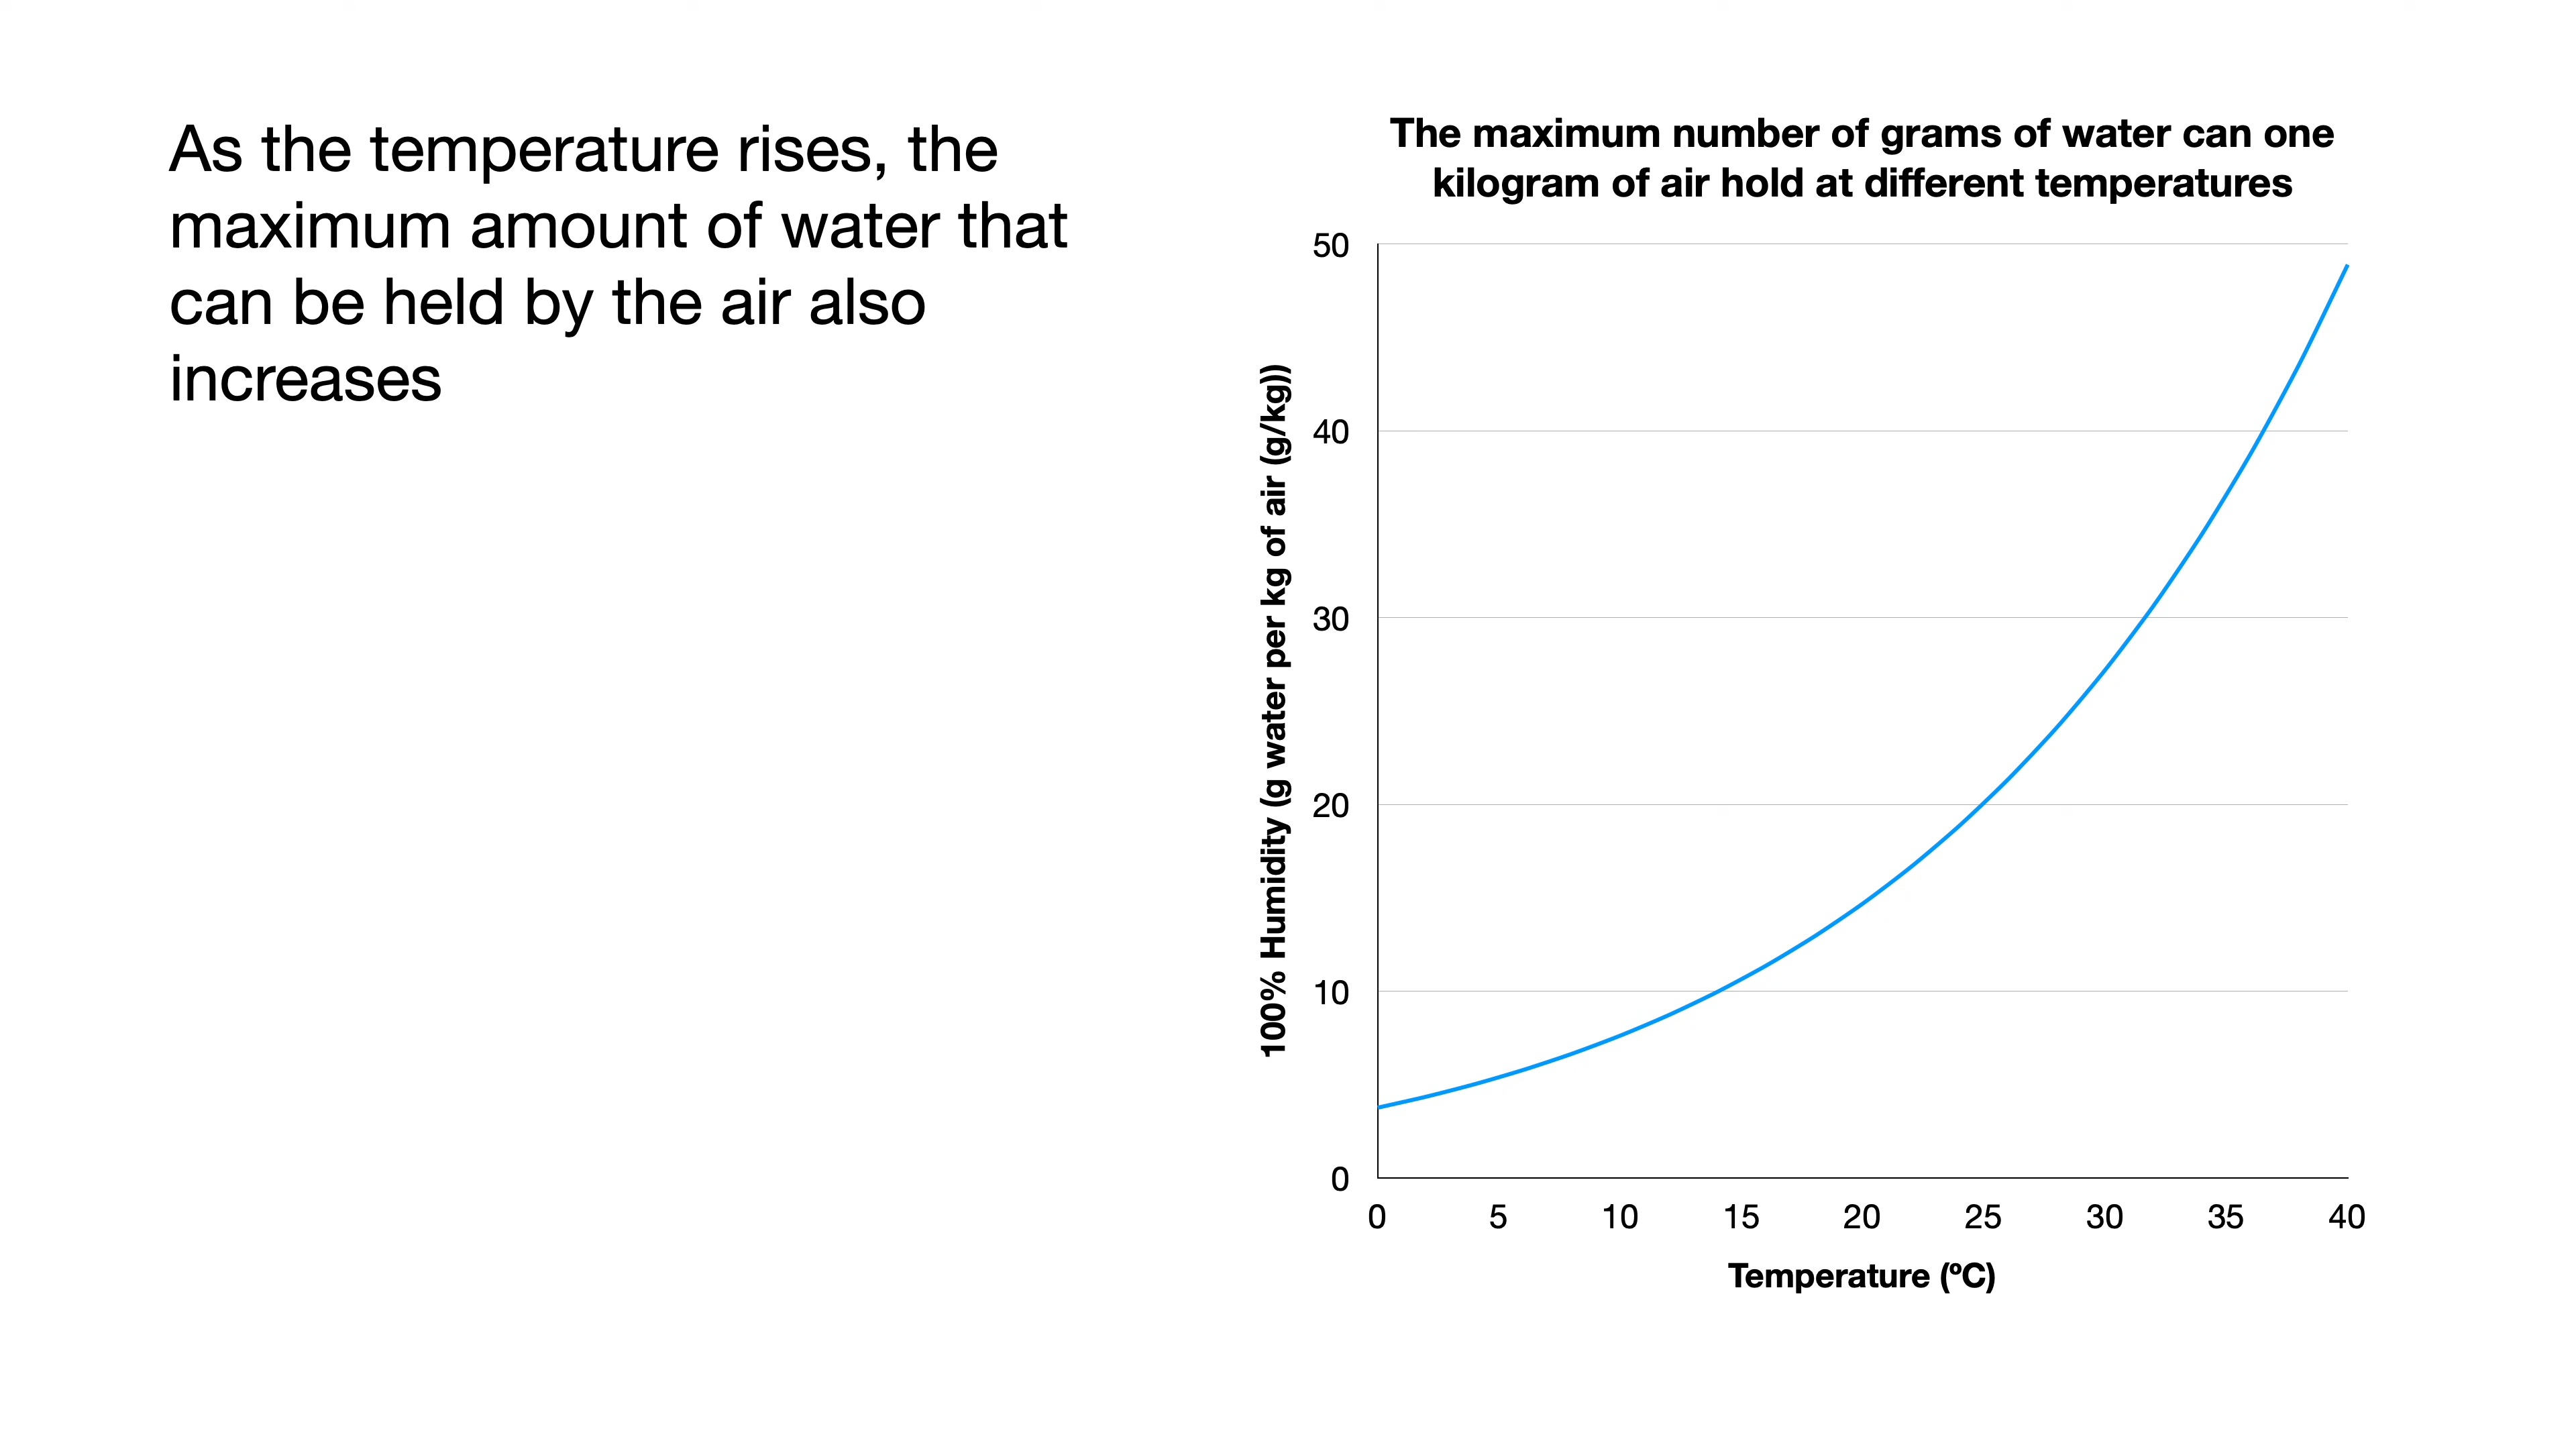 As the temperature rises, the
maximum amount of water that
can be held by the air also
increases
The maximum number of grams of water can one
kilogram of air hold at different temperatures
100% Humidity (g water per kg of air (g/kg))
50
40
30
20
10
0
0 5 10 15 20 25 30 35 40
Temperature (ºC)